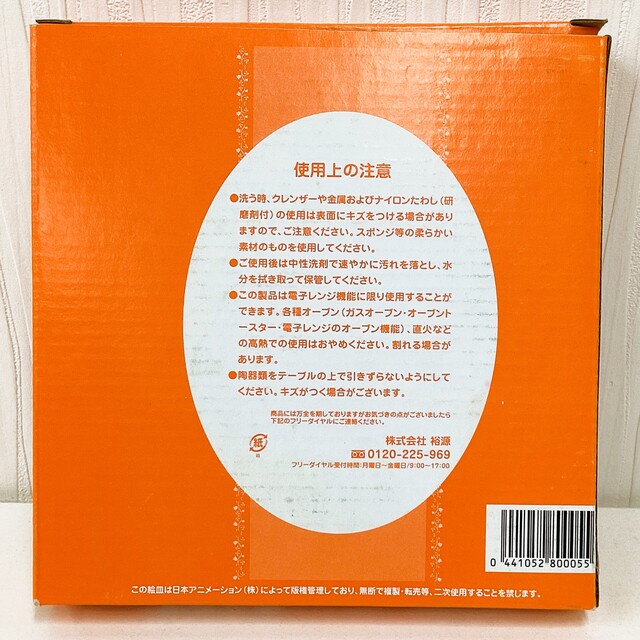 使用上の注意
●洗う時、クレンザーや金属およびナイロンたわし（研
磨剤付）の使用は表面にキズをつける場合があり
ますので、ご注意ください。スポンジ等の柔らかい
素材のものを使用してください。
●ご使用後は中性洗剤で速やかに汚れを落とし、水
分を拭き取って保管してください。
●この製品は電子レンジ機能に限り使用することが
できます。各種オーブン（ガスオーブン・オーブント
ースター・電子レンジのオーブン機能）、直火など
の高熱での使用はおやめください。割れる場合が
あります。
●陶器類をテーブルの上で引きずらないようにして
ください。キズがつく場合がございます。
商品には万全を期しておりますがお気づきの点がございましたら
下記のフリーダイヤルにご連絡ください。
紙
株式会社 裕源
0120-225-969
フリーダイヤル受付時間:月曜日～金曜日/9:00～17:00
0 441052 800055
この絵皿は日本アニメーション（株）によって版権管理しており、無断で複製・転売等、二次使用することを禁じます。